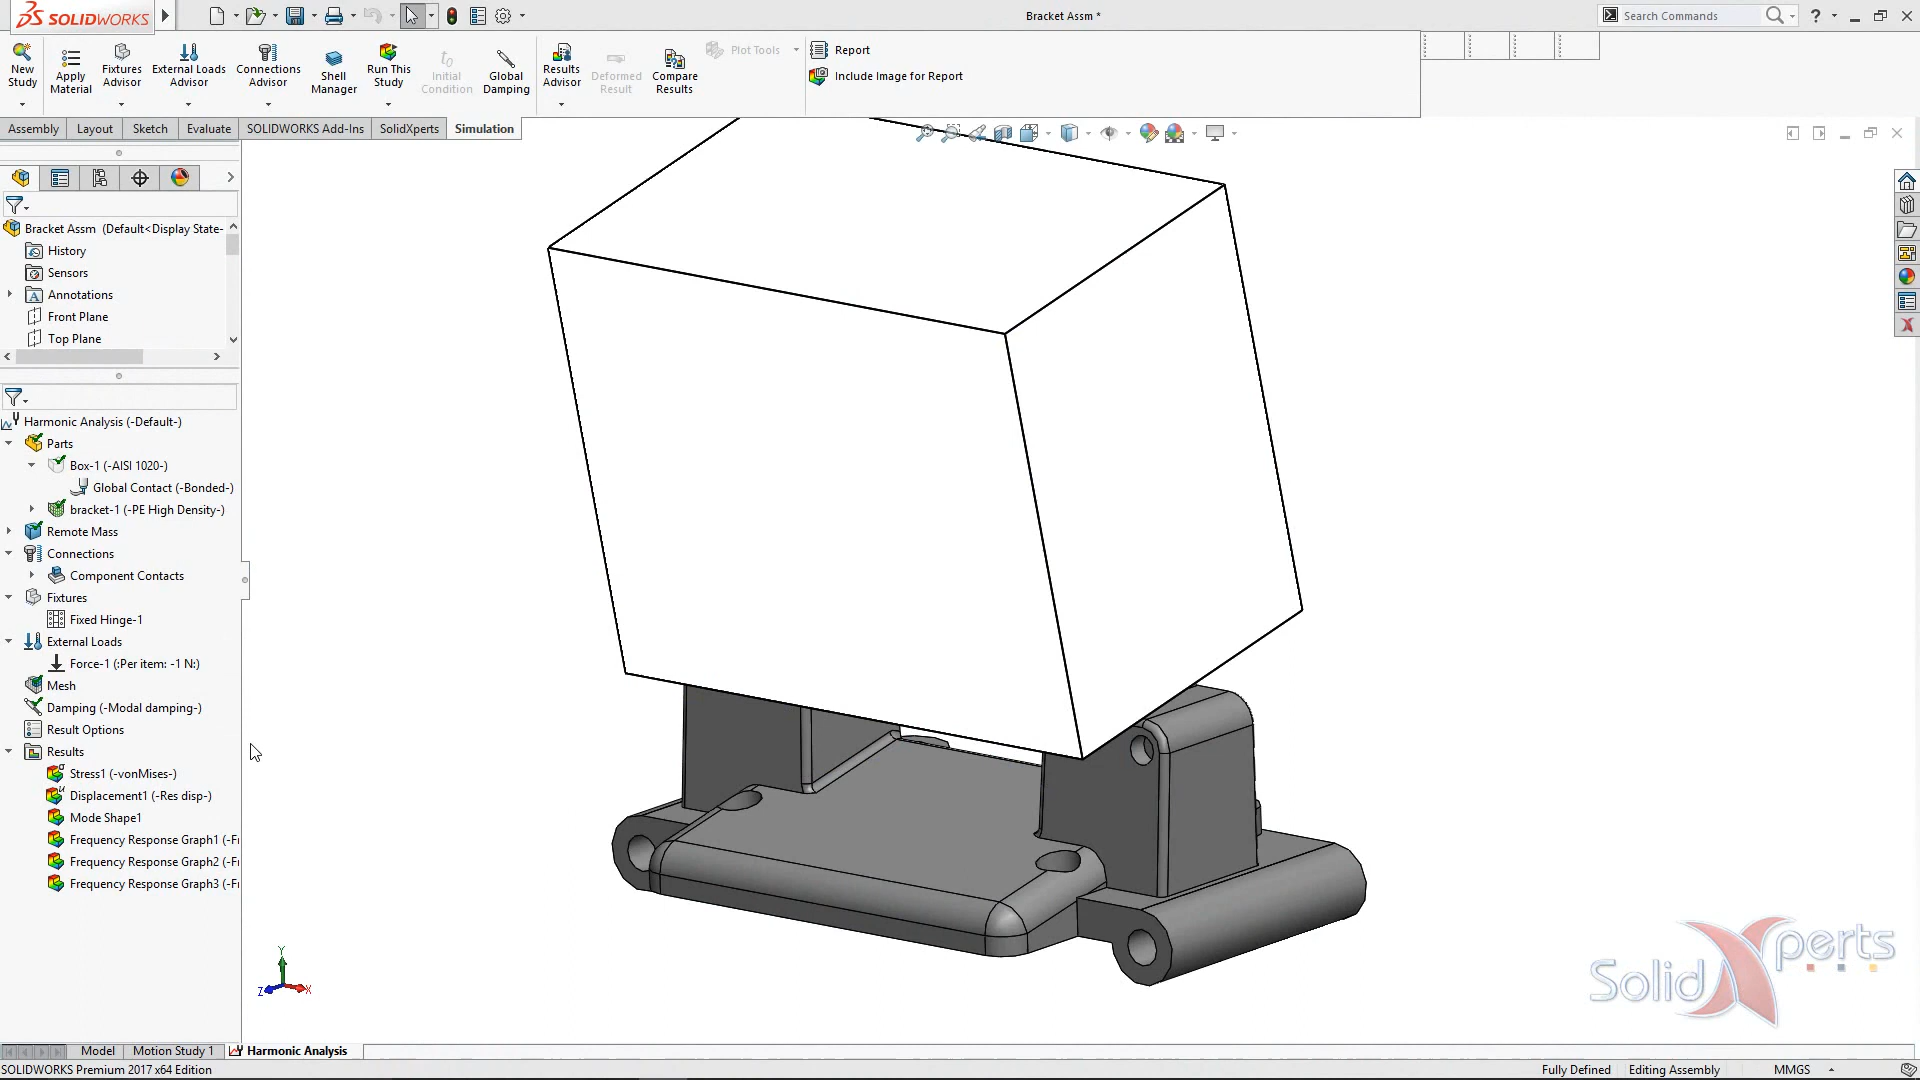 SOLIDWORKS
Bracket Assm *
Search Commands
?
New Study
Apply Material
Fixtures Advisor
External Loads Advisor
Connections Advisor
Shell Manager
Run This Study
Initial Condition
Global Damping
Results Advisor
Deformed Result
Compare Results
Plot Tools
Report
Include Image for Report
Assembly Layout Sketch Evaluate SOLIDWORKS Add-Ins SolidXperts Simulation
Bracket Assm (Default<Display State-
History
Sensors
Annotations
Front Plane
Top Plane
Harmonic Analysis (-Default-)
Parts
Box-1 (-AISI 1020-)
Global Contact (-Bonded-)
bracket-1 (-PE High Density-)
Remote Mass
Connections
Component Contacts
Fixtures
Fixed Hinge-1
External Loads
Force-1 (:Per item: -1 N:)
Mesh
Damping (-Modal damping-)
Result Options
Results
Stress1 (-vonMises-)
Displacement1 (-Res disp-)
Mode Shape1
Frequency Response Graph1 (-Fr
Frequency Response Graph2 (-Fr
Frequency Response Graph3 (-Fr
Y
Z X
SolidXperts
Model Motion Study 1 Harmonic Analysis
SOLIDWORKS Premium 2017 x64 Edition
Fully Defined Editing Assembly MMGS